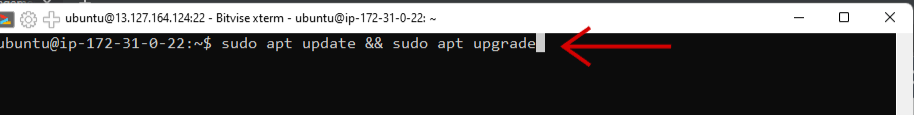 ubuntu@13.127.164.124:22 - Bitvise xterm - ubuntu@ip-172-31-0-22: ~
ubuntu@ip-172-31-0-22:~$ sudo apt update && sudo apt upgrade